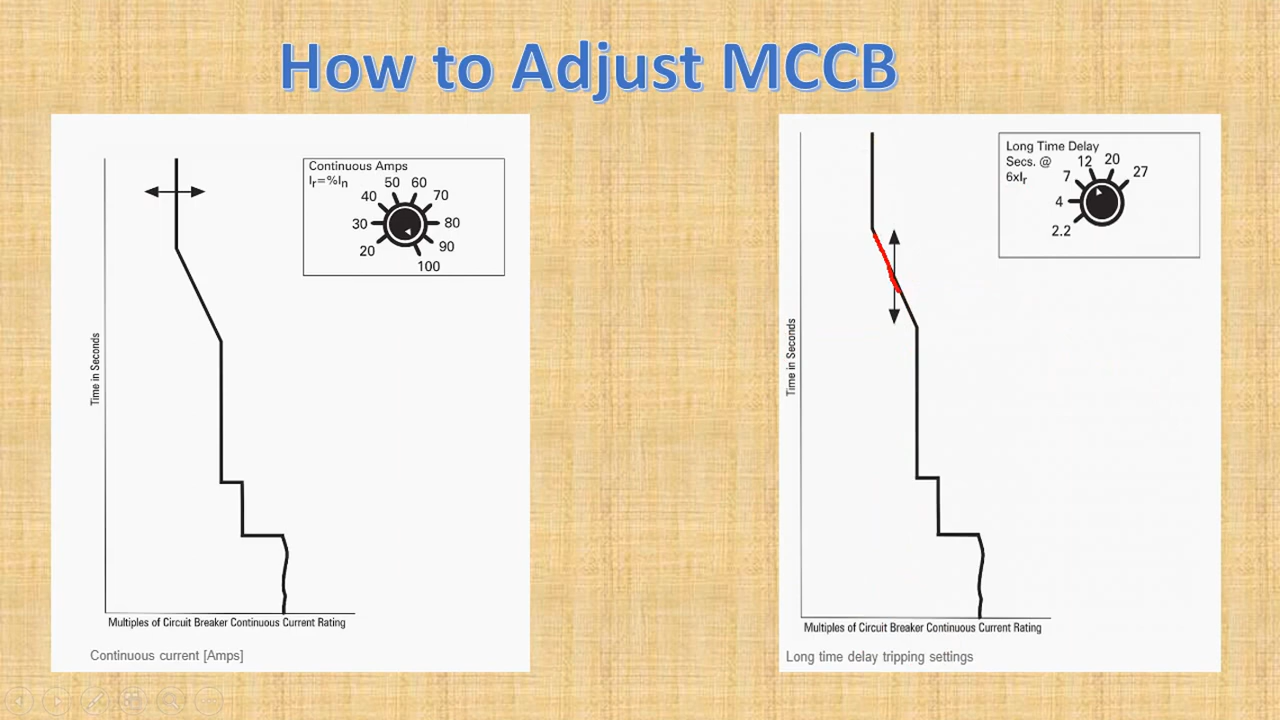 How to Adjust MCCB
Continuous Amps
Ir=%In
20
30
40
50
60
70
80
90
100
Time in Seconds
Multiples of Circuit Breaker Continuous Current Rating
Continuous current [Amps]
Long Time Delay
Secs. @
6xIr
2.2
4
7
12
20
27
Time in Seconds
Multiples of Circuit Breaker Continuous Current Rating
Long time delay tripping settings